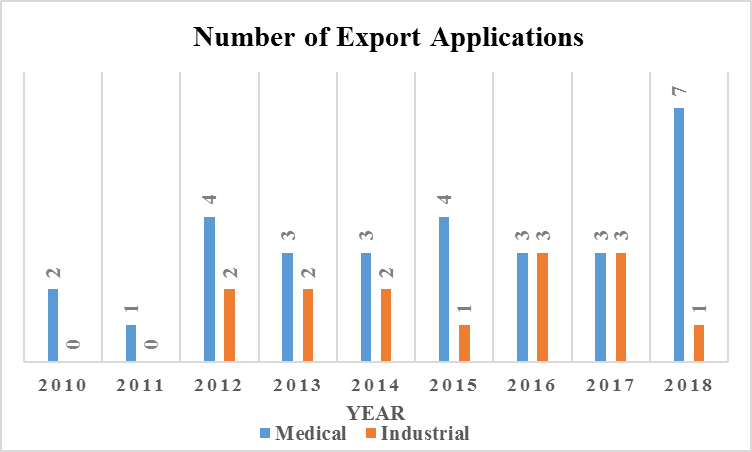 Number of Export Applications
2 0 1 0 4 2 3 2 3 2 4 1 3 3 3 3 7 1
2010 2011 2012 2013 2014 2015 2016 2017 2018
YEAR
Medical Industrial